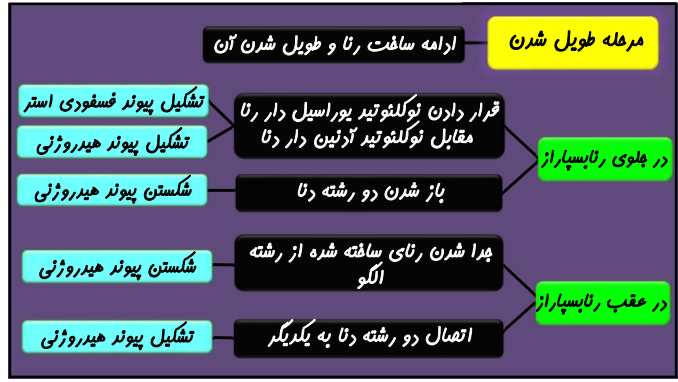 مرحله طویل شدن
ادامه ساخت رنا و طویل شدن آن
در جلوی رنابسپاراز
قرار دادن نوکلئوتید یوراسیل دار رنا
مقابل نوکلئوتید آدنین دار دنا
تشکیل پیوند فسفودی استر
تشکیل پیوند هیدروژنی
باز شدن دو رشته دنا
شکستن پیوند هیدروژنی
در عقب رنابسپاراز
جدا شدن رنای ساخته شده از رشته
الگو
شکستن پیوند هیدروژنی
اتصال دو رشته دنا به یکدیگر
تشکیل پیوند هیدروژنی